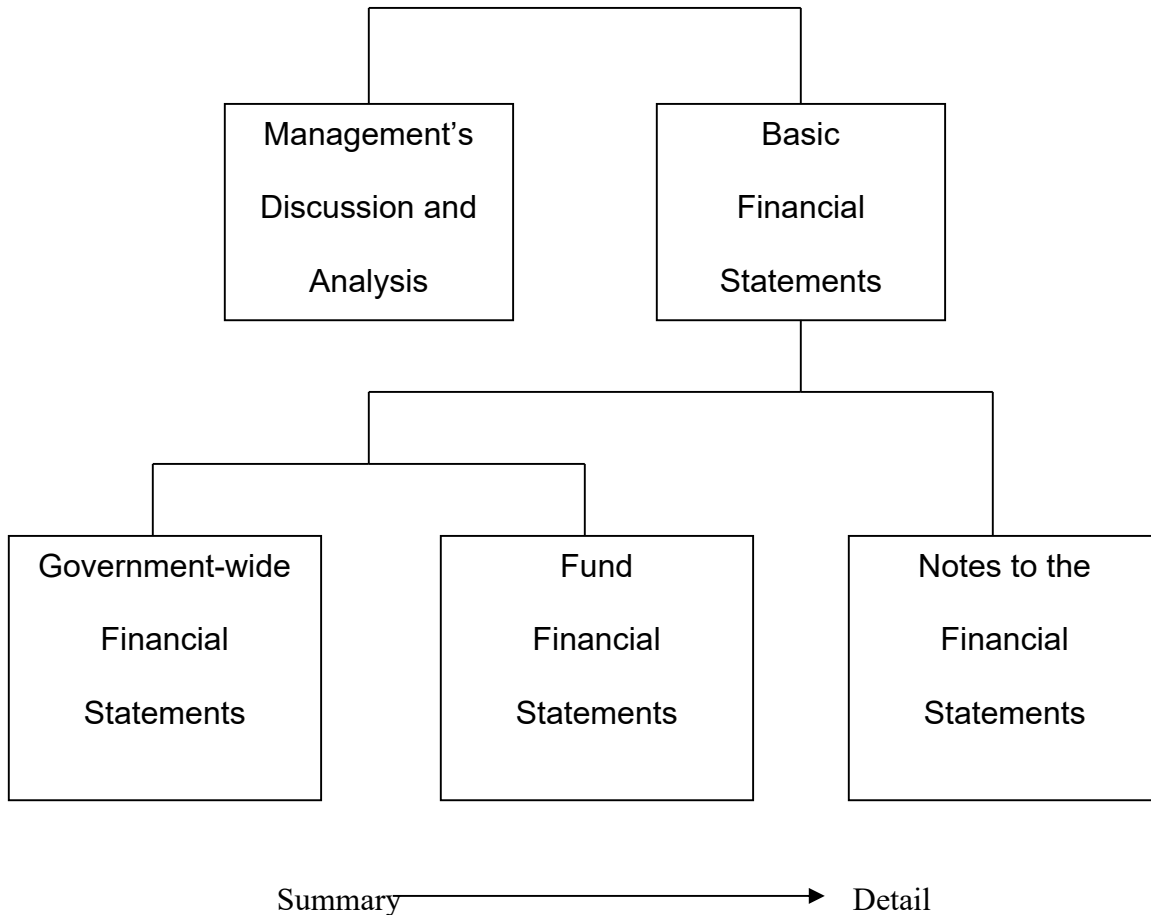 Management’s
Discussion and
Analysis
Basic
Financial
Statements
Government-wide
Financial
Statements
Fund
Financial
Statements
Notes to the
Financial
Statements
Summary
Detail